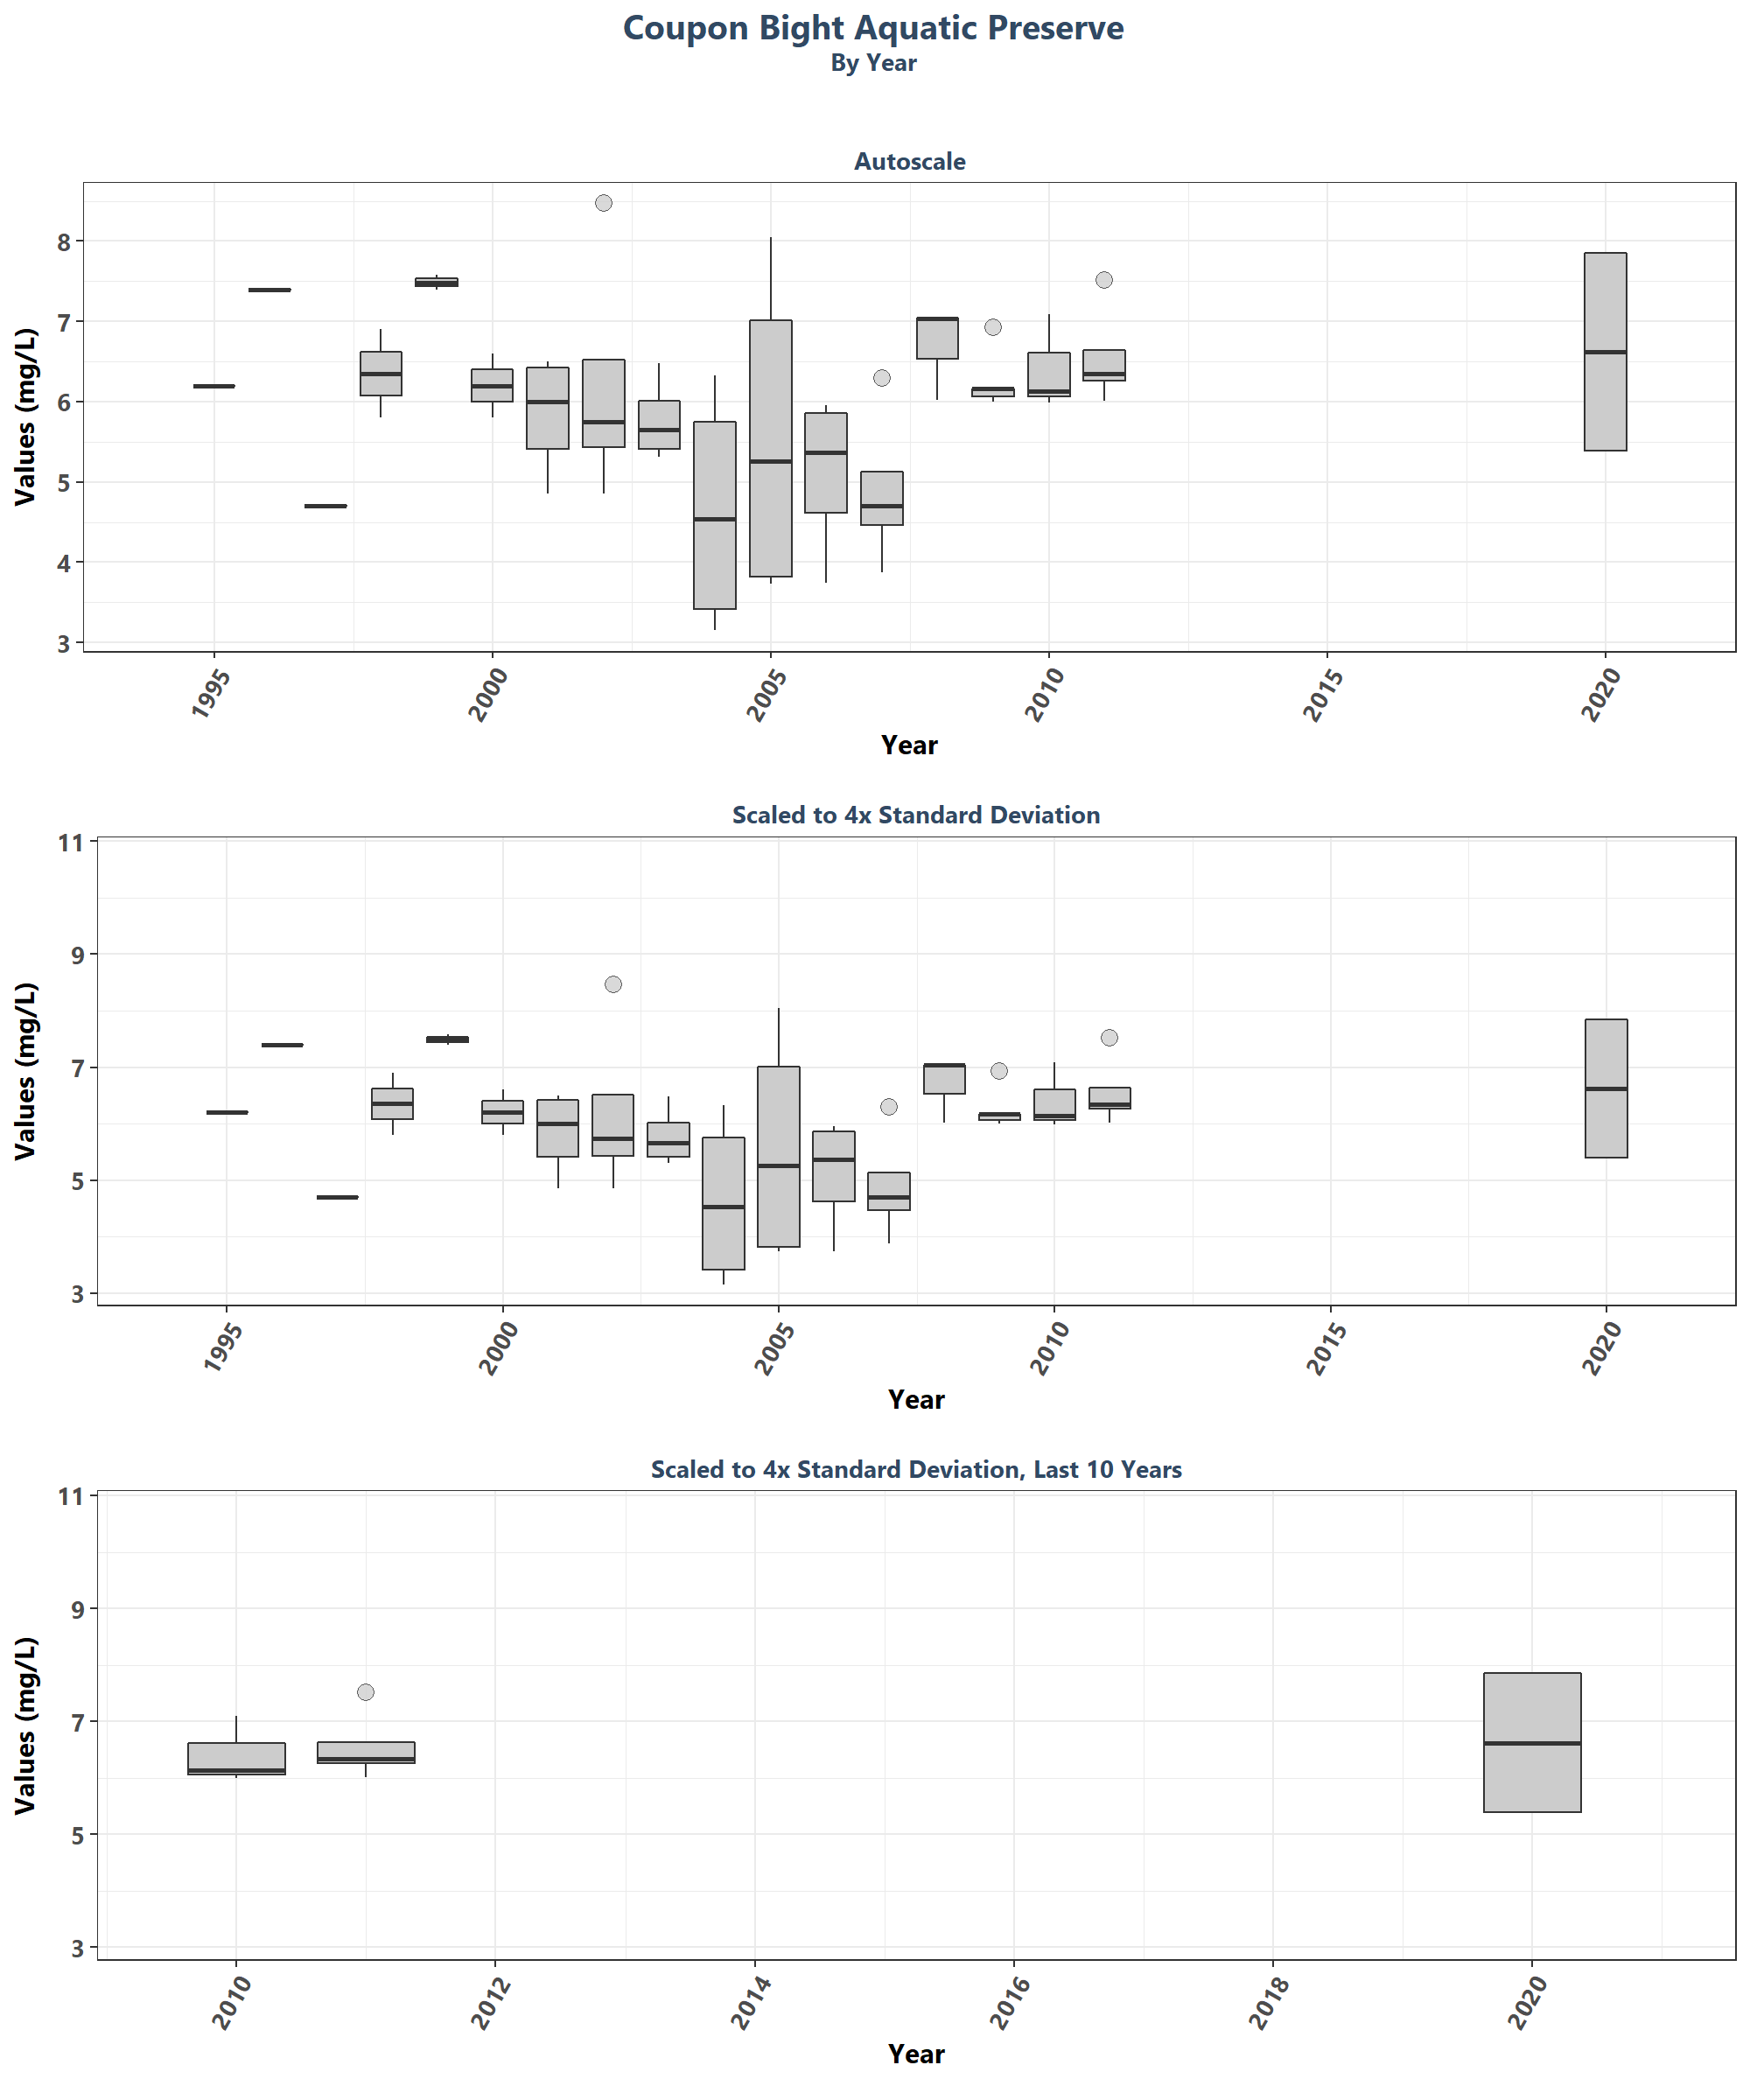 Coupon Bight Aquatic Preserve
By Year
Autoscale
Values (mg/L)
8
7
6
5
4
3
1995 2000 2005 2010 2015 2020
Year
Scaled to 4x Standard Deviation
Values (mg/L)
11
9
7
5
3
1995 2000 2005 2010 2015 2020
Year
Scaled to 4x Standard Deviation, Last 10 Years
Values (mg/L)
11
9
7
5
3
2010 2012 2014 2016 2018 2020
Year